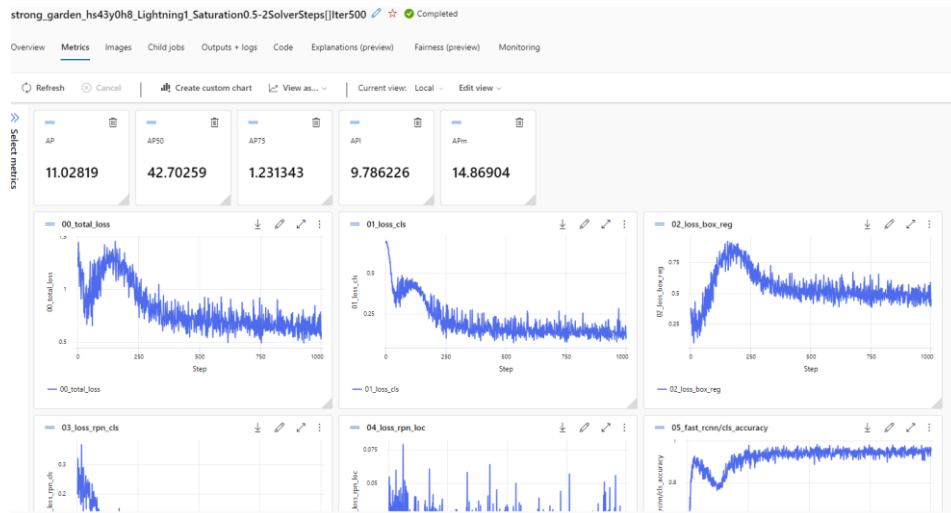 strong_garden_hs43y0h8_Lightning1_Saturation0.5-2SolverSteps[]Iter500 Completed
Overview Metrics Images Child jobs Outputs + logs Code Explanations (preview) Fairness (preview) Monitoring
Refresh Cancel Create custom chart View as... Current view: Local Edit view
Select metrics
AP AP50 AP75 APl APm
11.02819 42.70259 1.231343 9.786226 14.86904
00_total_loss 01_loss_cls 02_loss_box_reg
00_total_loss
1.5
1
0.5
0 250 500 750 1000
Step
00_total_loss
01_loss_cls
0.5
0.25
0 250 500 750 1000
Step
01_loss_cls
02_loss_box_reg
0.75
0.5
0.25
0 250 500 750 1000
Step
02_loss_box_reg
03_loss_rpn_cls 04_loss_rpn_loc 05_fast_rcnn/cls_accuracy
0.3
0.2
_loss_rpn_cls
0.075
0.05
_loss_rpn_loc
1
0.8
rcnn/cls_accuracy